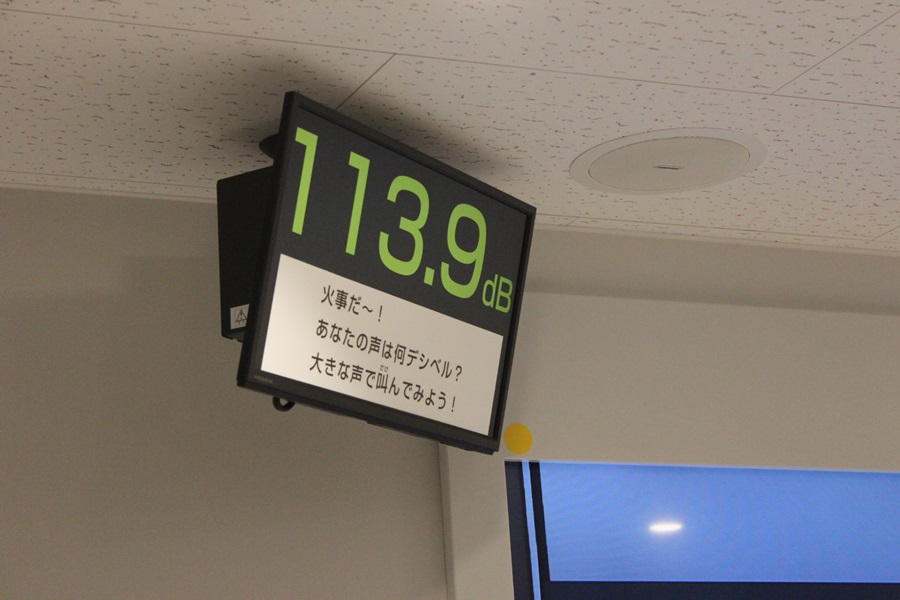 113.9dB
火事だ～！
あなたの声は何デシベル？
大きな声で叫んでみよう！